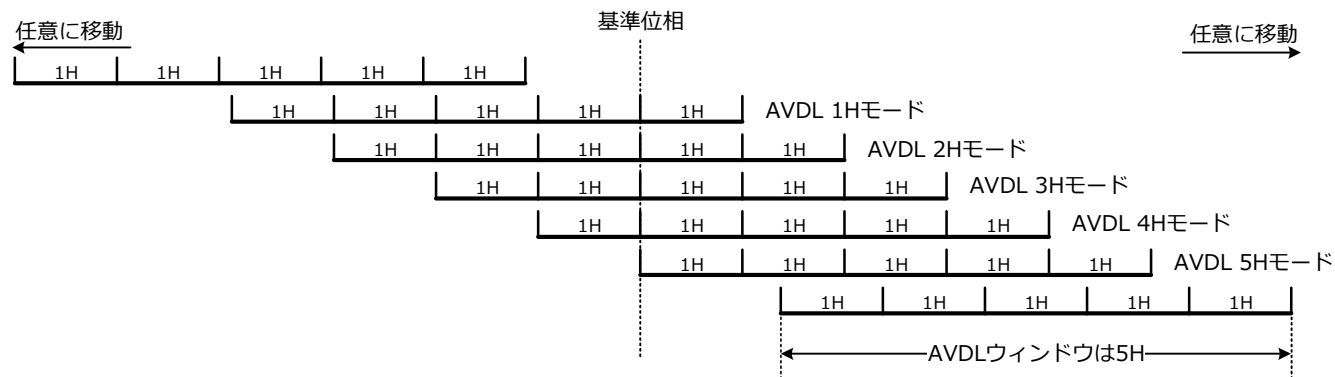 基準位相
任意に移動
任意に移動
1H 1H 1H 1H 1H
1H 1H 1H 1H 1H AVDL 1Hモード
1H 1H 1H 1H 1H AVDL 2Hモード
1H 1H 1H 1H 1H AVDL 3Hモード
1H 1H 1H 1H 1H AVDL 4Hモード
1H 1H 1H 1H 1H AVDL 5Hモード
1H 1H 1H 1H 1H
AVDLウィンドウは5H